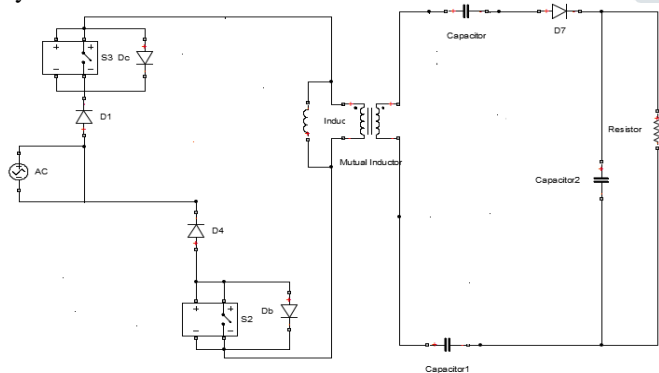 Capacitor
D7
S3 Dc
D1
Induc
Resistor
Mutual Inductor
AC
Capacitor2
D4
Db
S2
Capacitor1